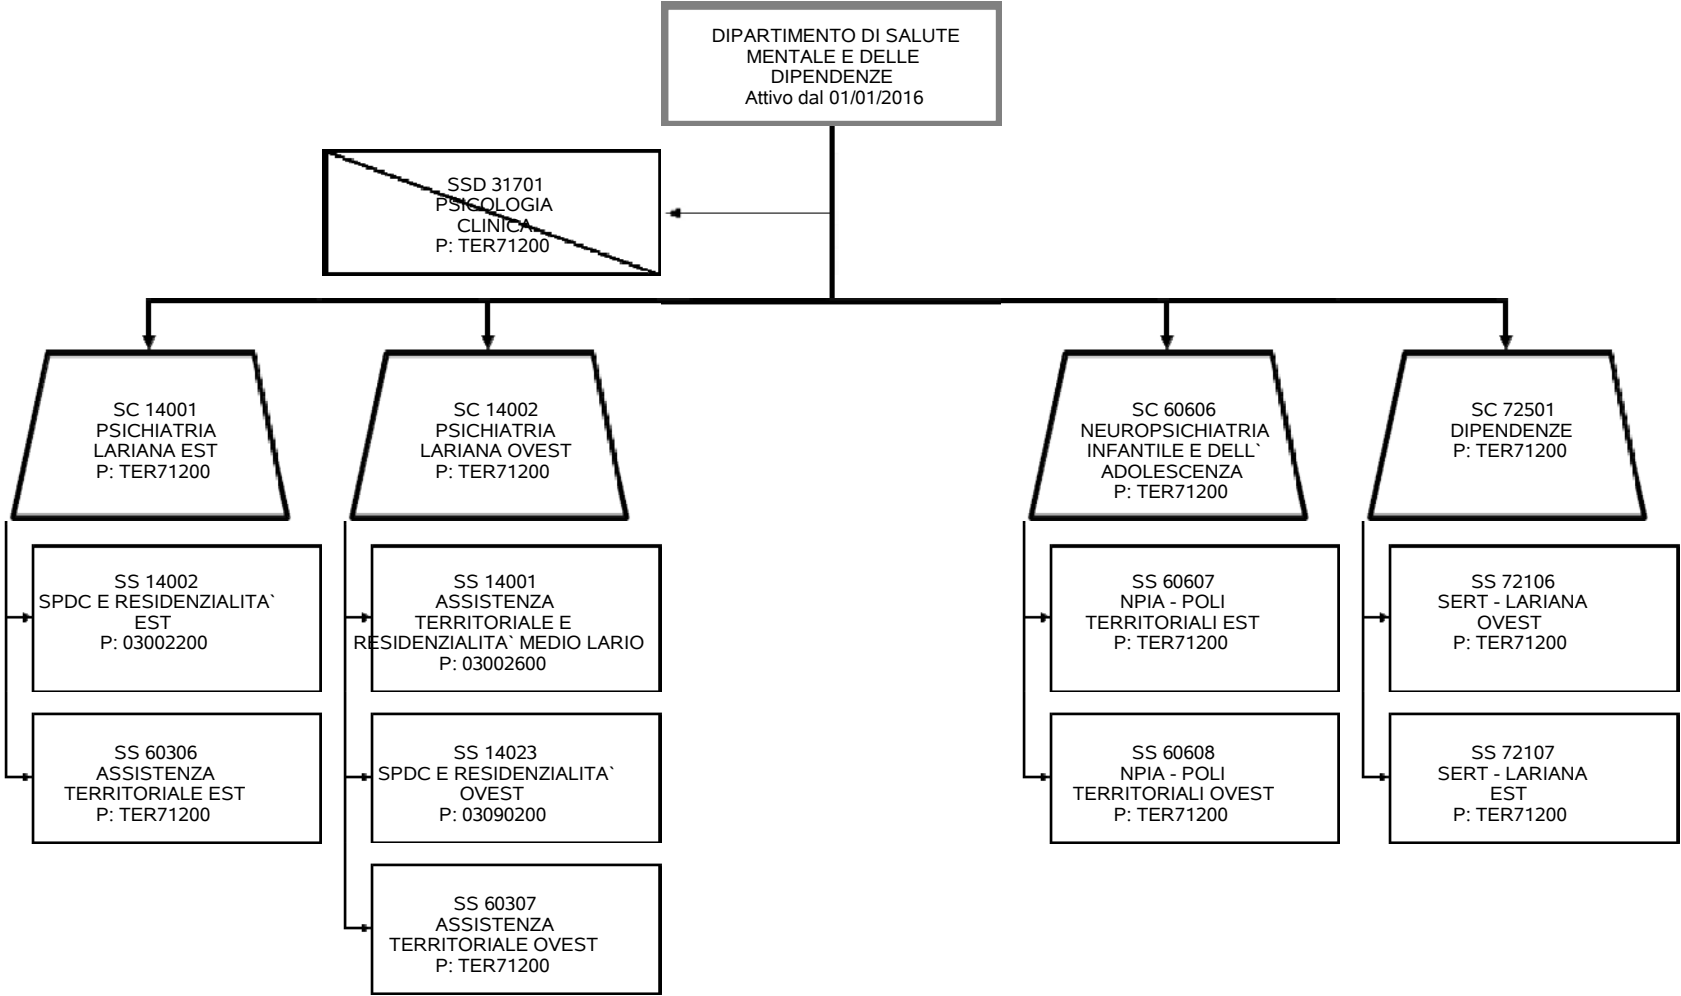 DIPARTIMENTO DI SALUTE
MENTALE E DELLE
DIPENDENZE
Attivo dal 01/01/2016
SSD 31701
PSICOLOGIA
CLINICA
P: TER71200
SC 14001
PSICHIATRIA
LARIANA EST
P: TER71200
SC 14002
PSICHIATRIA
LARIANA OVEST
P: TER71200
SC 60606
NEUROPSICHIATRIA
INFANTILE E DELL`
ADOLESCENZA
P: TER71200
SC 72501
DIPENDENZE
P: TER71200
SS 14002
SPDC E RESIDENZIALITA`
EST
P: 03002200
SS 14001
ASSISTENZA
TERRITORIALE E
RESIDENZIALITA` MEDIO LARIO
P: 03002600
SS 60607
NPIA - POLI
TERRITORIALI EST
P: TER71200
SS 72106
SERT - LARIANA
OVEST
P: TER71200
SS 60306
ASSISTENZA
TERRITORIALE EST
P: TER71200
SS 14023
SPDC E RESIDENZIALITA`
OVEST
P: 03090200
SS 60608
NPIA - POLI
TERRITORIALI OVEST
P: TER71200
SS 72107
SERT - LARIANA
EST
P: TER71200
SS 60307
ASSISTENZA
TERRITORIALE OVEST
P: TER71200